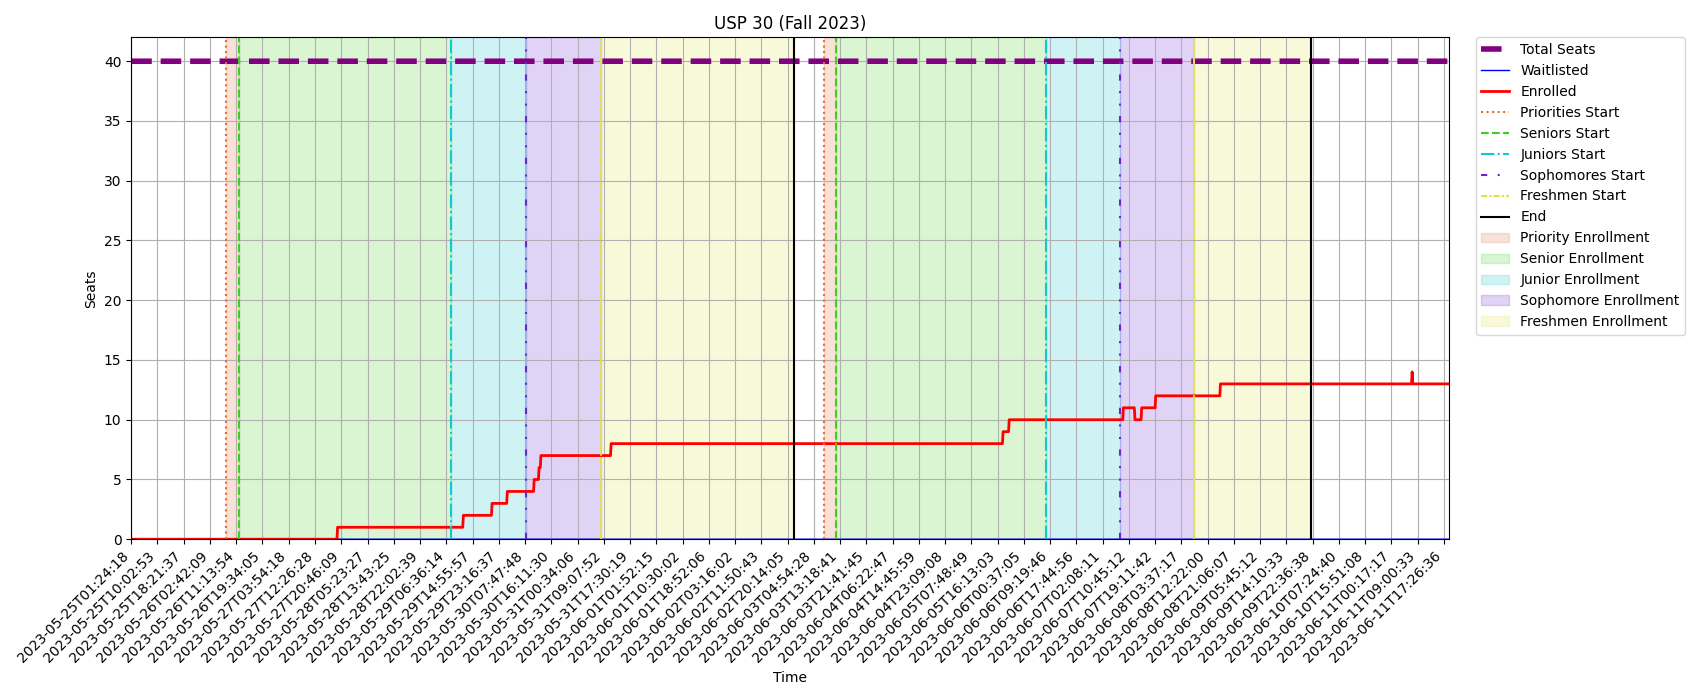 USP 30 (Fall 2023)
Total Seats
Waitlisted
Enrolled
Priorities Start
Seniors Start
Juniors Start
Sophomores Start
Freshmen Start
End
Priority Enrollment
Senior Enrollment
Junior Enrollment
Sophomore Enrollment
Freshmen Enrollment
Seats
40
35
30
25
20
15
10
5
0
2023-05-25T01:24:18
2023-05-25T10:02:53
2023-05-25T18:21:37
2023-05-26T02:42:09
2023-05-26T11:13:54
2023-05-26T19:34:05
2023-05-27T03:54:18
2023-05-27T12:26:28
2023-05-27T20:46:09
2023-05-28T05:23:27
2023-05-28T13:43:25
2023-05-28T22:02:39
2023-05-29T06:36:14
2023-05-29T14:55:57
2023-05-29T23:16:37
2023-05-30T07:47:48
2023-05-30T16:11:30
2023-05-31T00:34:06
2023-05-31T09:07:52
2023-05-31T17:30:19
2023-06-01T01:52:15
2023-06-01T10:30:02
2023-06-01T18:52:06
2023-06-02T03:16:02
2023-06-02T11:50:43
2023-06-02T20:14:05
2023-06-03T04:54:28
2023-06-03T13:18:41
2023-06-03T21:41:45
2023-06-04T06:22:47
2023-06-04T14:45:59
2023-06-04T23:09:08
2023-06-05T07:48:49
2023-06-05T16:13:03
2023-06-06T00:37:05
2023-06-06T09:19:46
2023-06-06T17:44:56
2023-06-07T02:08:11
2023-06-07T10:45:12
2023-06-07T19:11:42
2023-06-08T03:37:17
2023-06-08T12:22:00
2023-06-08T21:06:07
2023-06-09T05:45:12
2023-06-09T14:10:33
2023-06-09T22:36:38
2023-06-10T07:24:40
2023-06-10T15:51:08
2023-06-11T00:17:17
2023-06-11T09:00:33
2023-06-11T17:26:36
Time